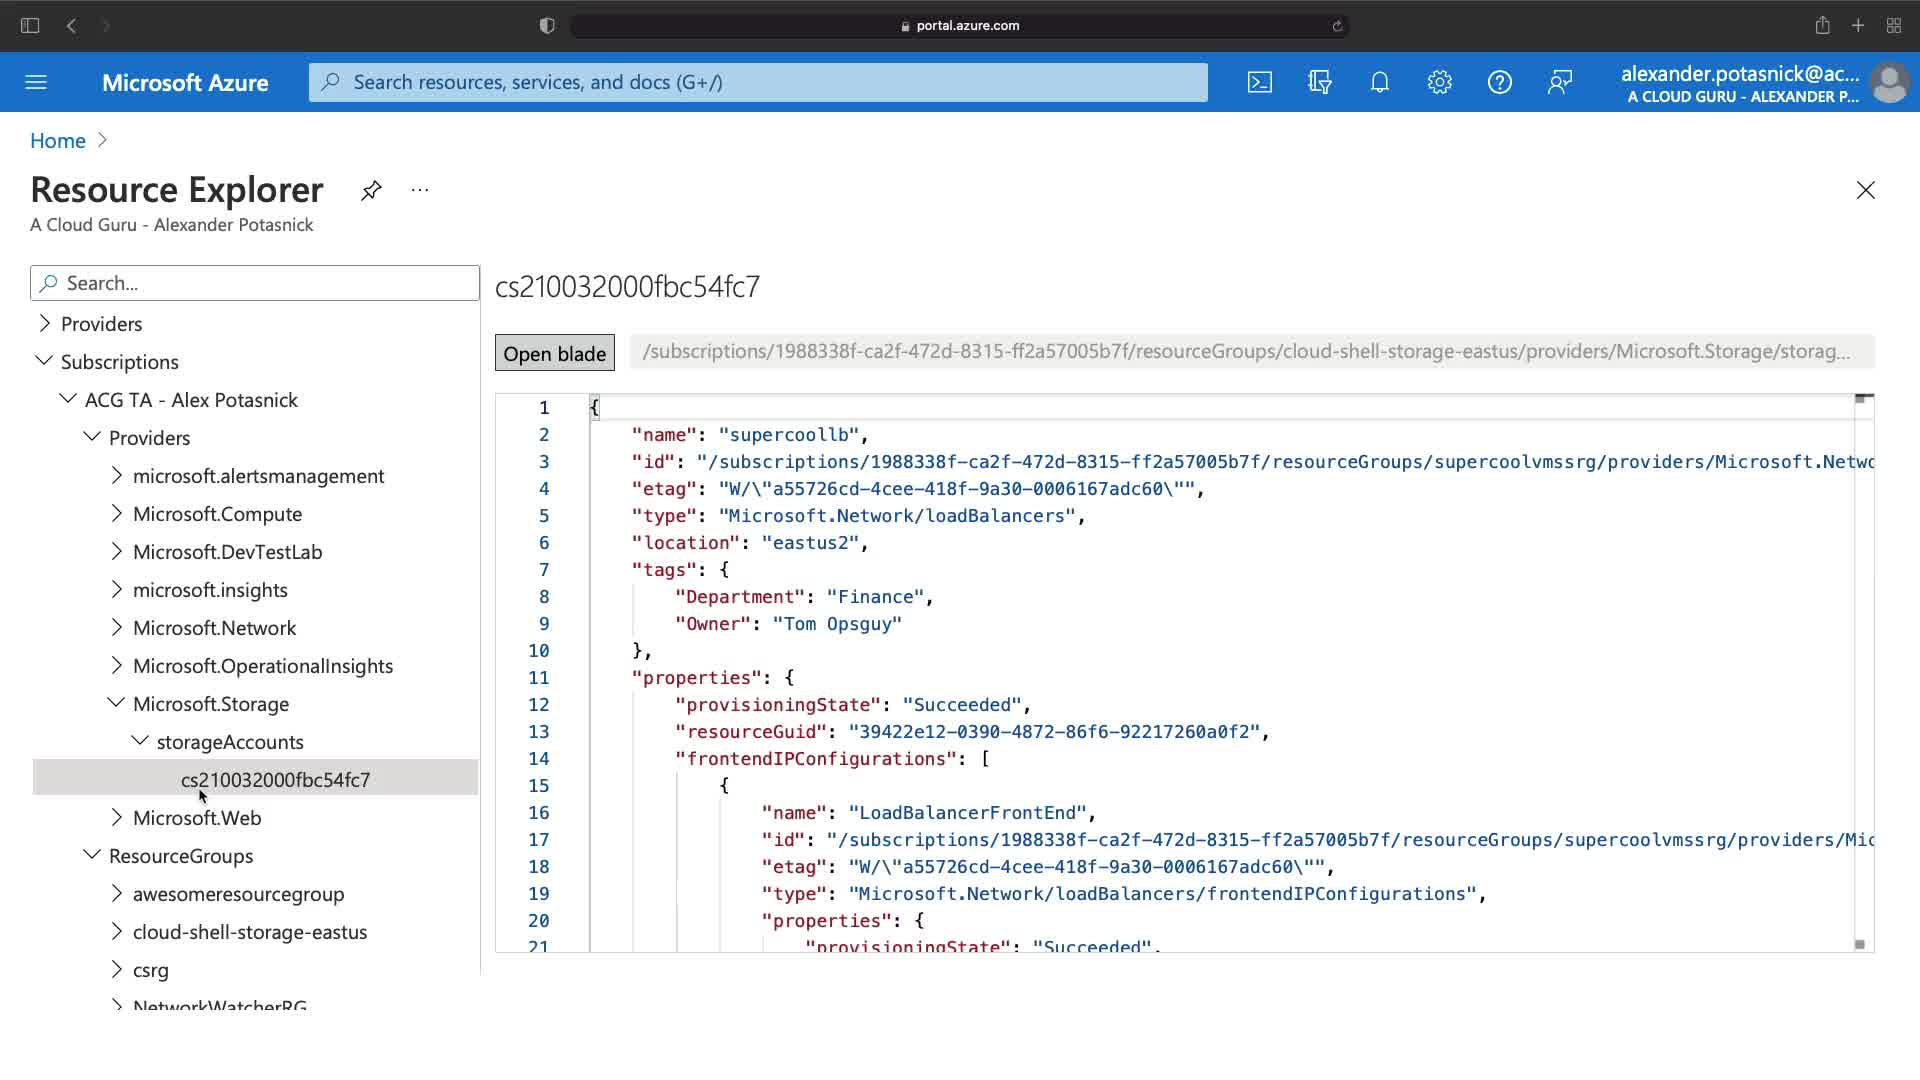 portal.azure.com
Microsoft Azure
Search resources, services, and docs (G+/)
alexander.potasnick@ac...
A CLOUD GURU - ALEXANDER P...
Home
Resource Explorer
...
A Cloud Guru - Alexander Potasnick
Search...
Providers
Subscriptions
ACG TA - Alex Potasnick
Providers
microsoft.alertsmanagement
Microsoft.Compute
Microsoft.DevTestLab
microsoft.insights
Microsoft.Network
Microsoft.OperationalInsights
Microsoft.Storage
storageAccounts
cs210032000fbc54fc7
Microsoft.Web
ResourceGroups
awesomeresourcegroup
cloud-shell-storage-eastus
csrg
NetworkWatcherRG
cs210032000fbc54fc7
Open blade
/subscriptions/1988338f-ca2f-472d-8315-ff2a57005b7f/resourceGroups/cloud-shell-storage-eastus/providers/Microsoft.Storage/storag...
1 {
2 "name": "supercoollb",
3 "id": "/subscriptions/1988338f-ca2f-472d-8315-ff2a57005b7f/resourceGroups/supercoolvmssrg/providers/Microsoft.Netwo
4 "etag": "W/\"a55726cd-4cee-418f-9a30-0006167adc60\"",
5 "type": "Microsoft.Network/loadBalancers",
6 "location": "eastus2",
7 "tags": {
8 "Department": "Finance",
9 "Owner": "Tom Opsguy"
10 },
11 "properties": {
12 "provisioningState": "Succeeded",
13 "resourceGuid": "39422e12-0390-4872-86f6-92217260a0f2",
14 "frontendIPConfigurations": [
15 {
16 "name": "LoadBalancerFrontEnd",
17 "id": "/subscriptions/1988338f-ca2f-472d-8315-ff2a57005b7f/resourceGroups/supercoolvmssrg/providers/Mic
18 "etag": "W/\"a55726cd-4cee-418f-9a30-0006167adc60\"",
19 "type": "Microsoft.Network/loadBalancers/frontendIPConfigurations",
20 "properties": {
21 "provisioningState": "Succeeded",